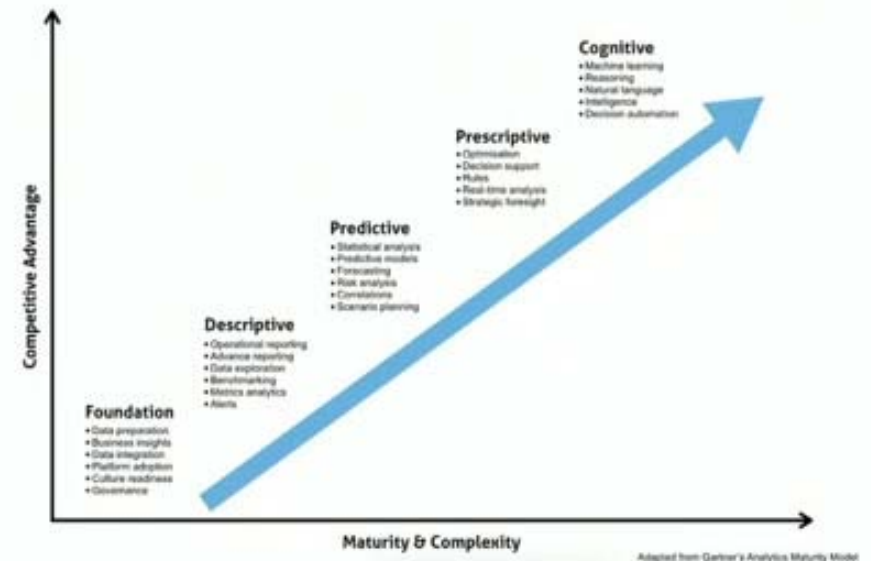 Cognitive
• Machine learning
• Reasoning
• Natural language
• Intelligence
• Decision automation
Prescriptive
• Optimisation
• Decision support
• Rules
• Real-time analysis
• Strategic foresight
Predictive
• Statistical analysis
• Predictive models
• Forecasting
• Risk analysis
• Correlations
• Scenario planning
Descriptive
• Operational reporting
• Advance reporting
• Data exploration
• Benchmarking
• Metrics analytics
• Alerts
Foundation
• Data preparation
• Business insights
• Data integration
• Platform adoption
• Culture readiness
• Governance
Competitive Advantage
Maturity & Complexity
Adapted from Gartner's Analytics Maturity Model